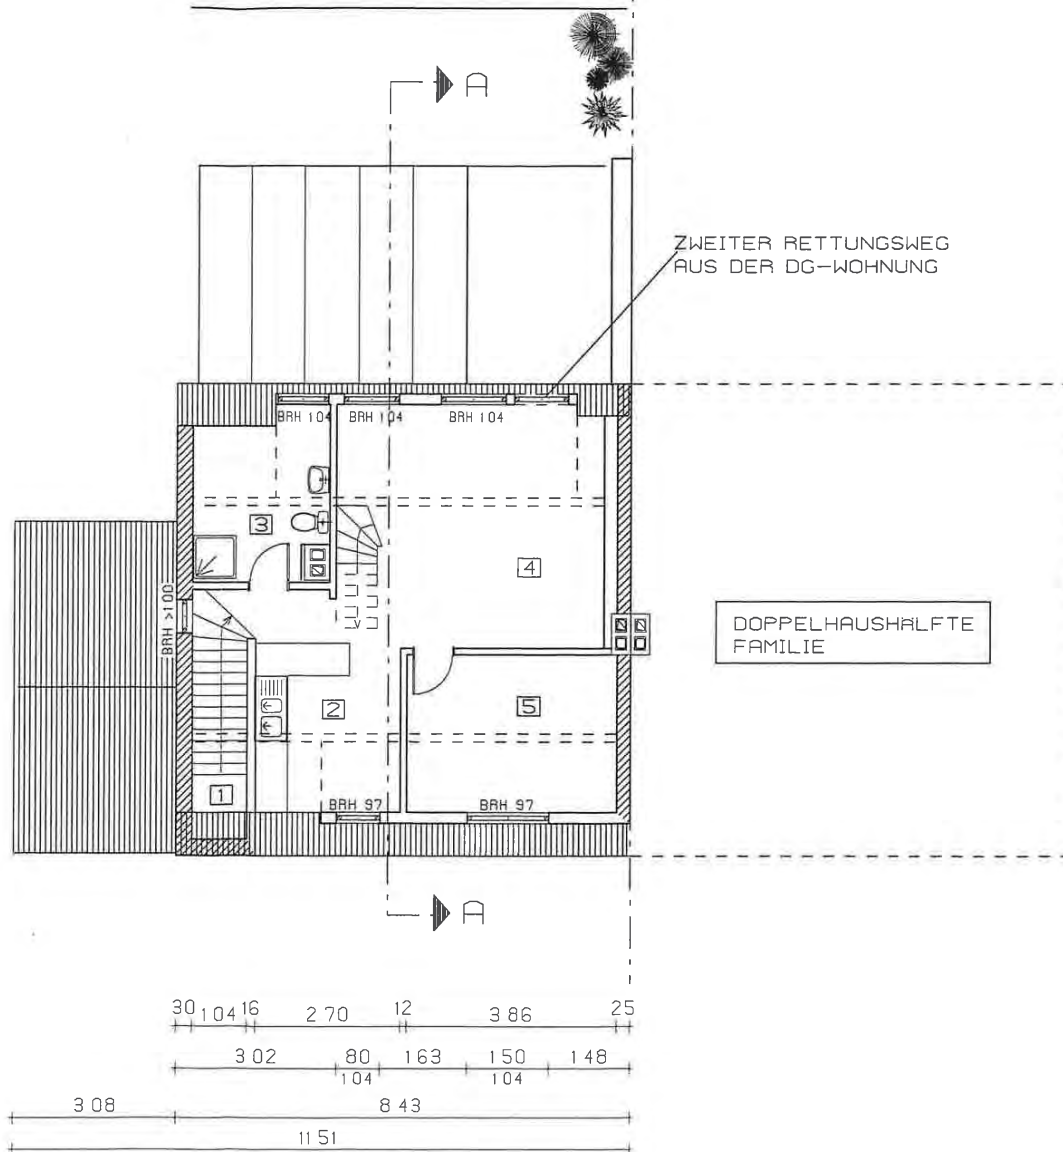 A
ZWEITER RETTUNGSWEG
AUS DER DG-WOHNUNG
BRH 104 BRH 104 BRH 104
3
4
BRH >100
DOPPELHAUSHÄLFTE
FAMILIE
2
5
1
BRH 97 BRH 97
A
30 104 16 2 70 12 3 86 25
3 02 80 163 150 148
104 104
3 08 8 43
11 51